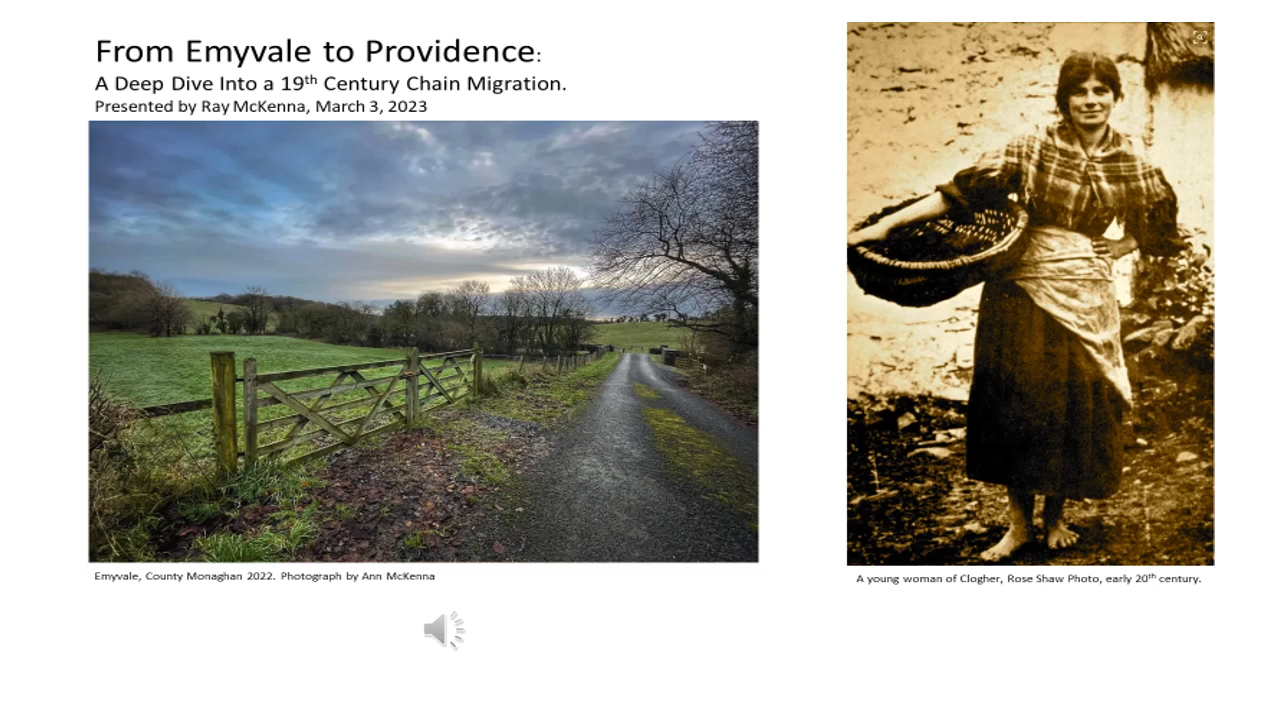 From Emyvale to Providence:
A Deep Dive Into a 19th Century Chain Migration.
Presented by Ray McKenna, March 3, 2023
Emyvale, County Monaghan 2022. Photograph by Ann McKenna
A young woman of Clogher, Rose Shaw Photo, early 20th century.